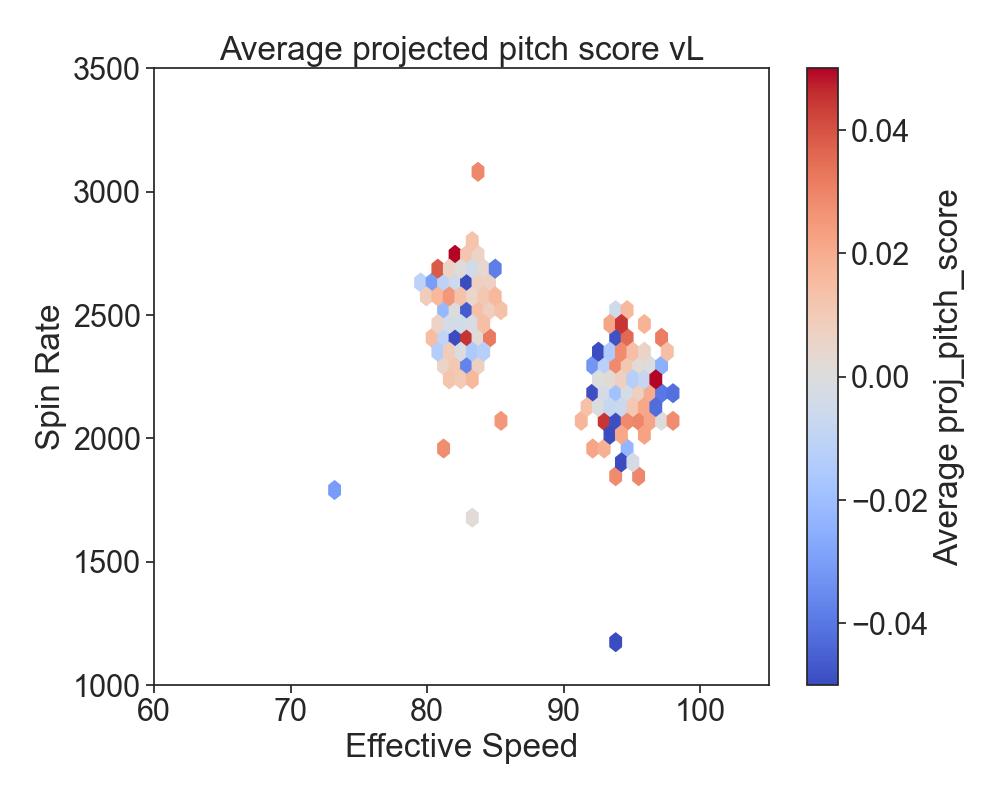 Average projected pitch score vL
3500
3000
2500
2000
1500
1000
Spin Rate
60 70 80 90 100
Effective Speed
0.04
0.02
0.00
−0.02
−0.04
Average proj_pitch_score